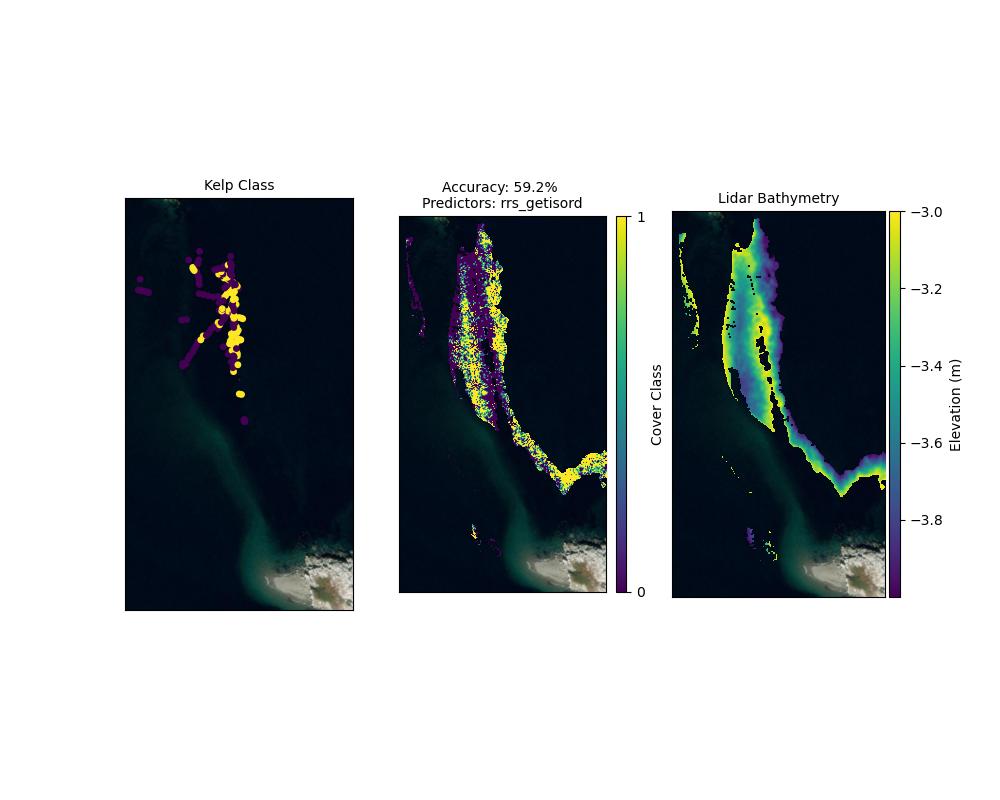 Kelp Class
Accuracy: 59.2%
Predictors: rrs_getisord
1
Cover Class
0
Lidar Bathymetry
−3.0
−3.2
−3.4
−3.6
−3.8
Elevation (m)